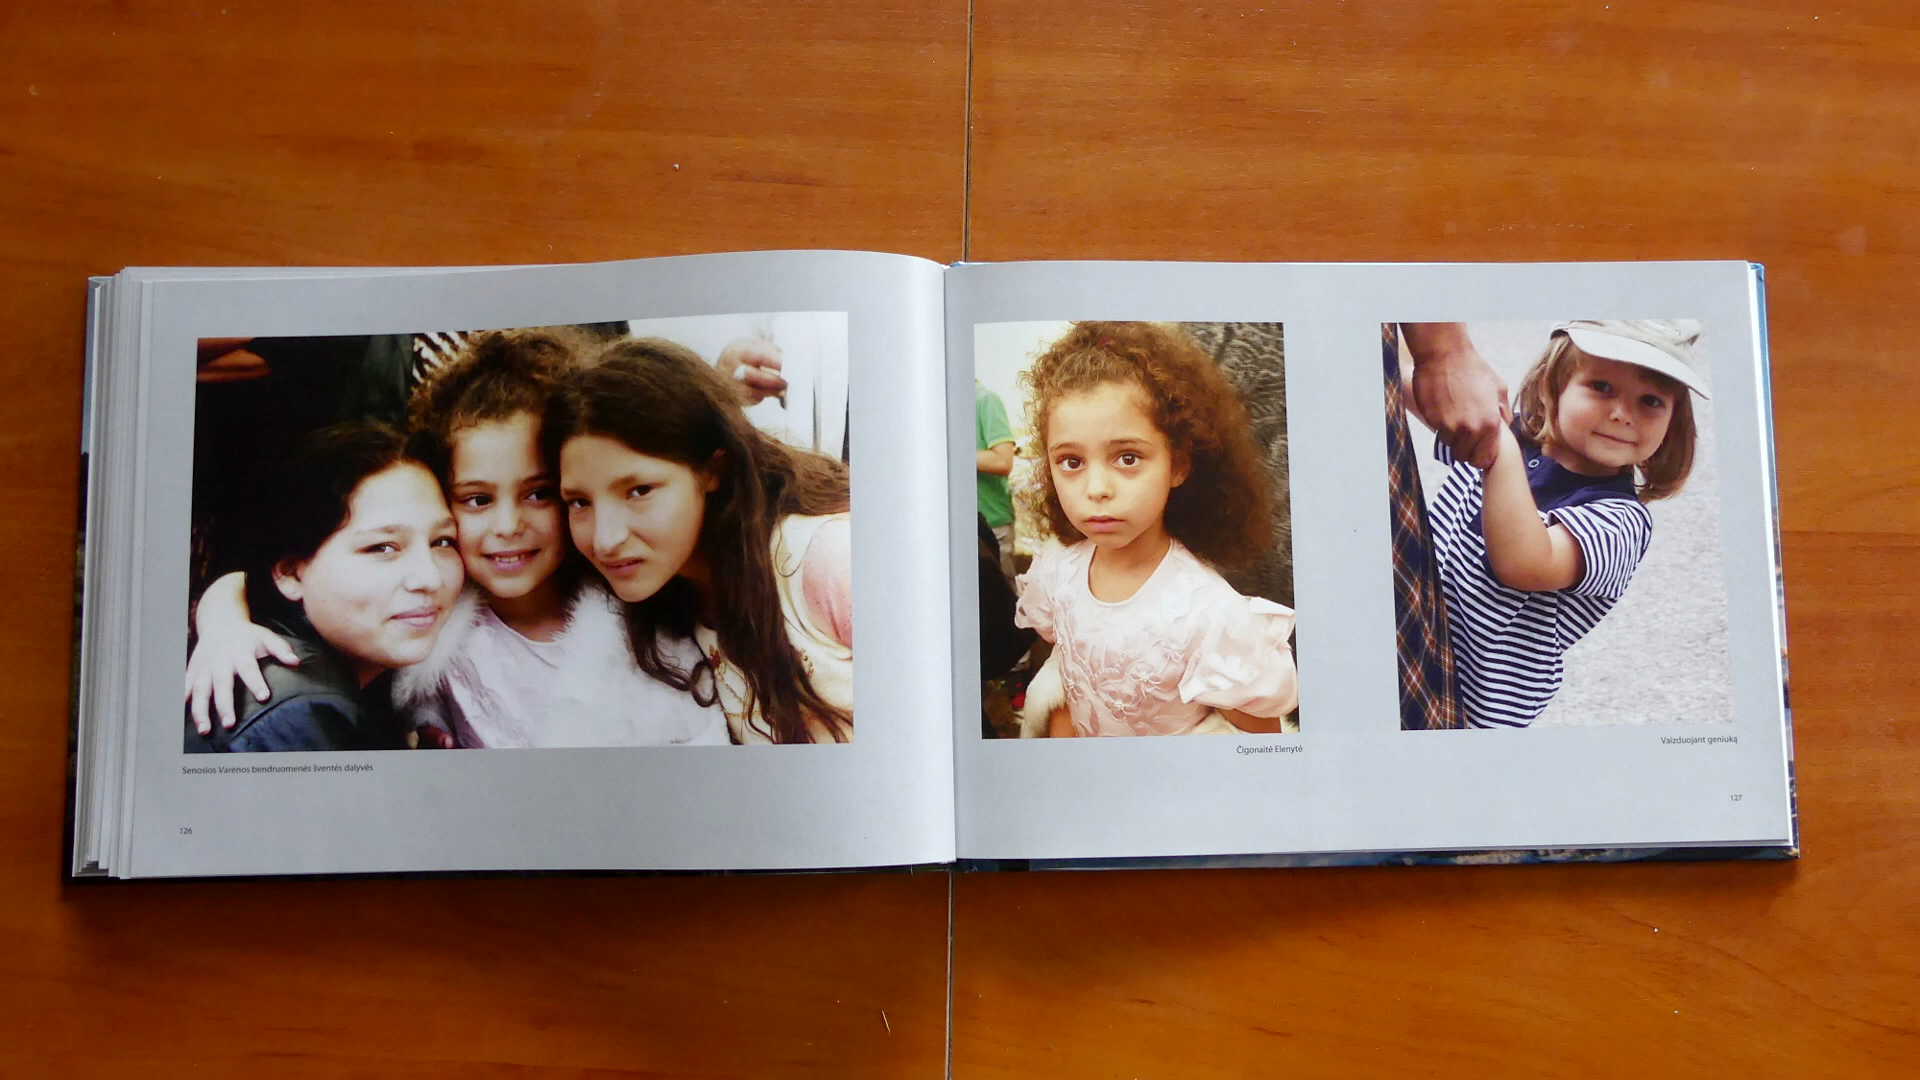 Senosios Varėnos bendruomenės šventės dalyvės
126
Čigonaitė Elenytė
Vaizduojant geniuką
127